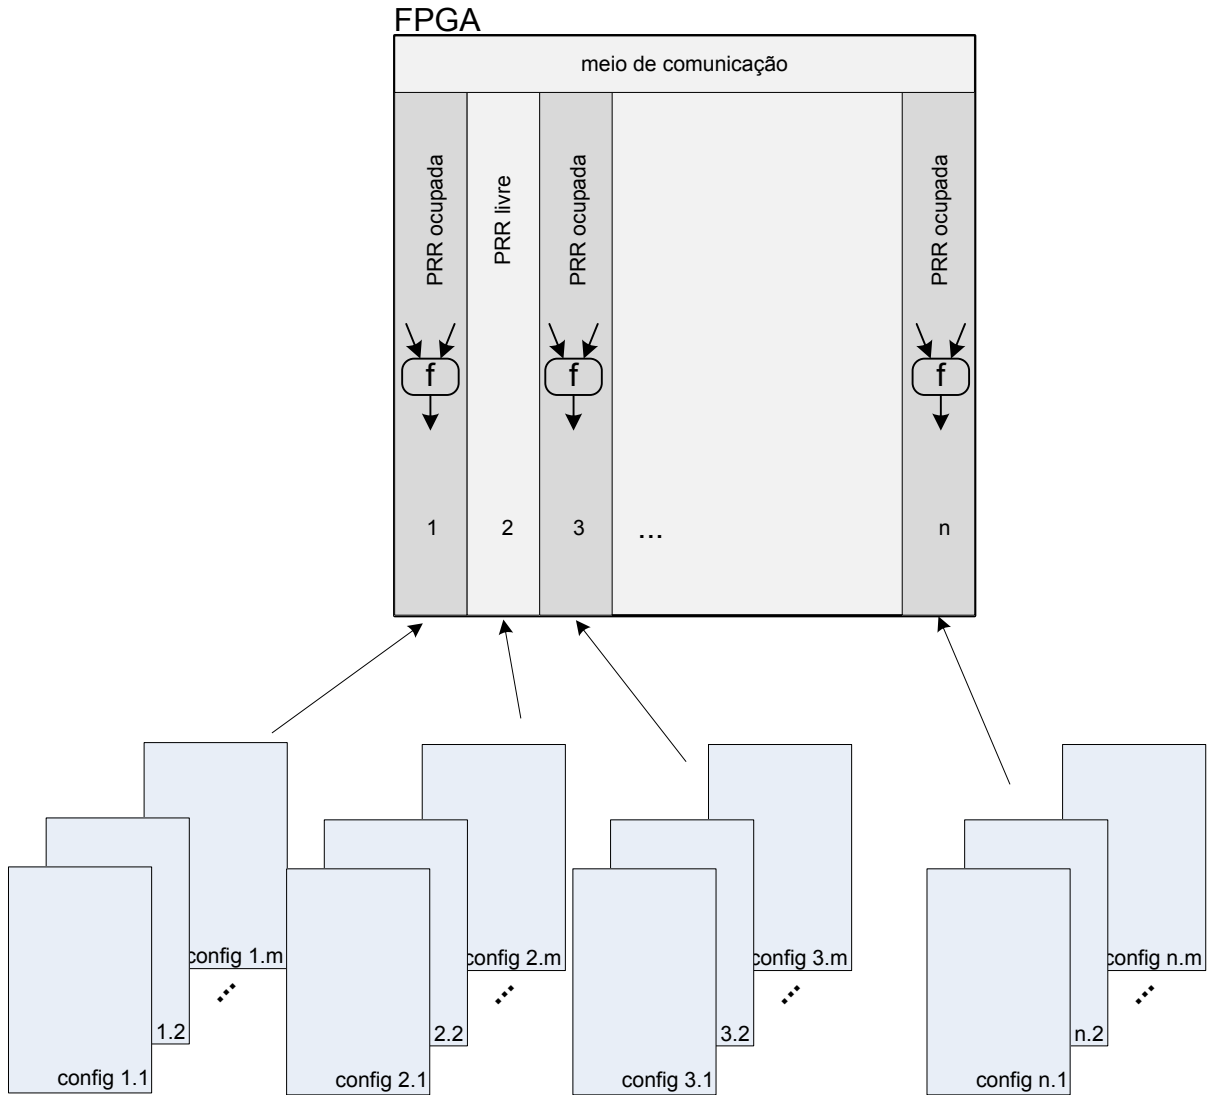 FPGA
meio de comunicação
PRR ocupada
PRR livre
PRR ocupada
PRR ocupada
f
f
f
1
2
3
...
n
config 1.m
config 2.m
config 3.m
config n.m
...
...
...
...
1.2
2.2
3.2
n.2
config 1.1
config 2.1
config 3.1
config n.1